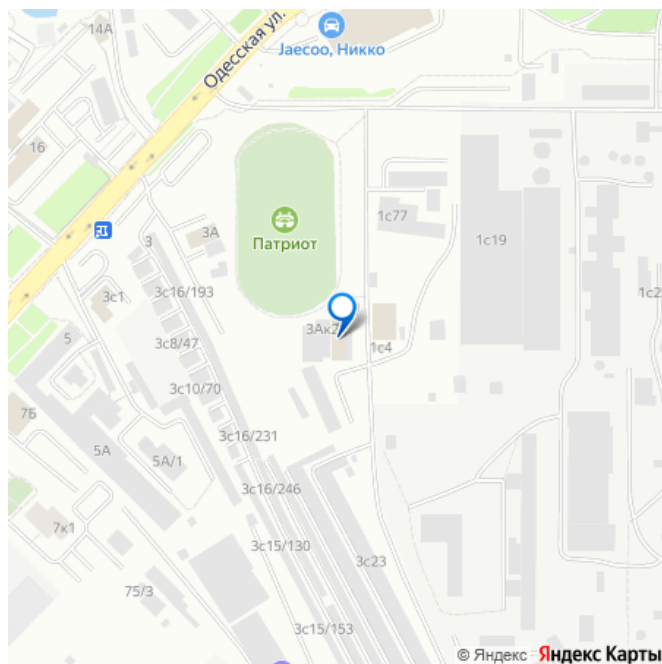 14А
Одесская ул.
Jaecoo, Никко
16
Патриот
1с77
1с19
3А
3
3с16/193
3с1
1с2
3Ак2
1с4
5
3с8/47
3с10/70
7Б
3с16/231
5А
5А/1
3с16/246
7к1
3с15/130
3с23
75/3
3с15/153
© Яндекс Яндекс Карты